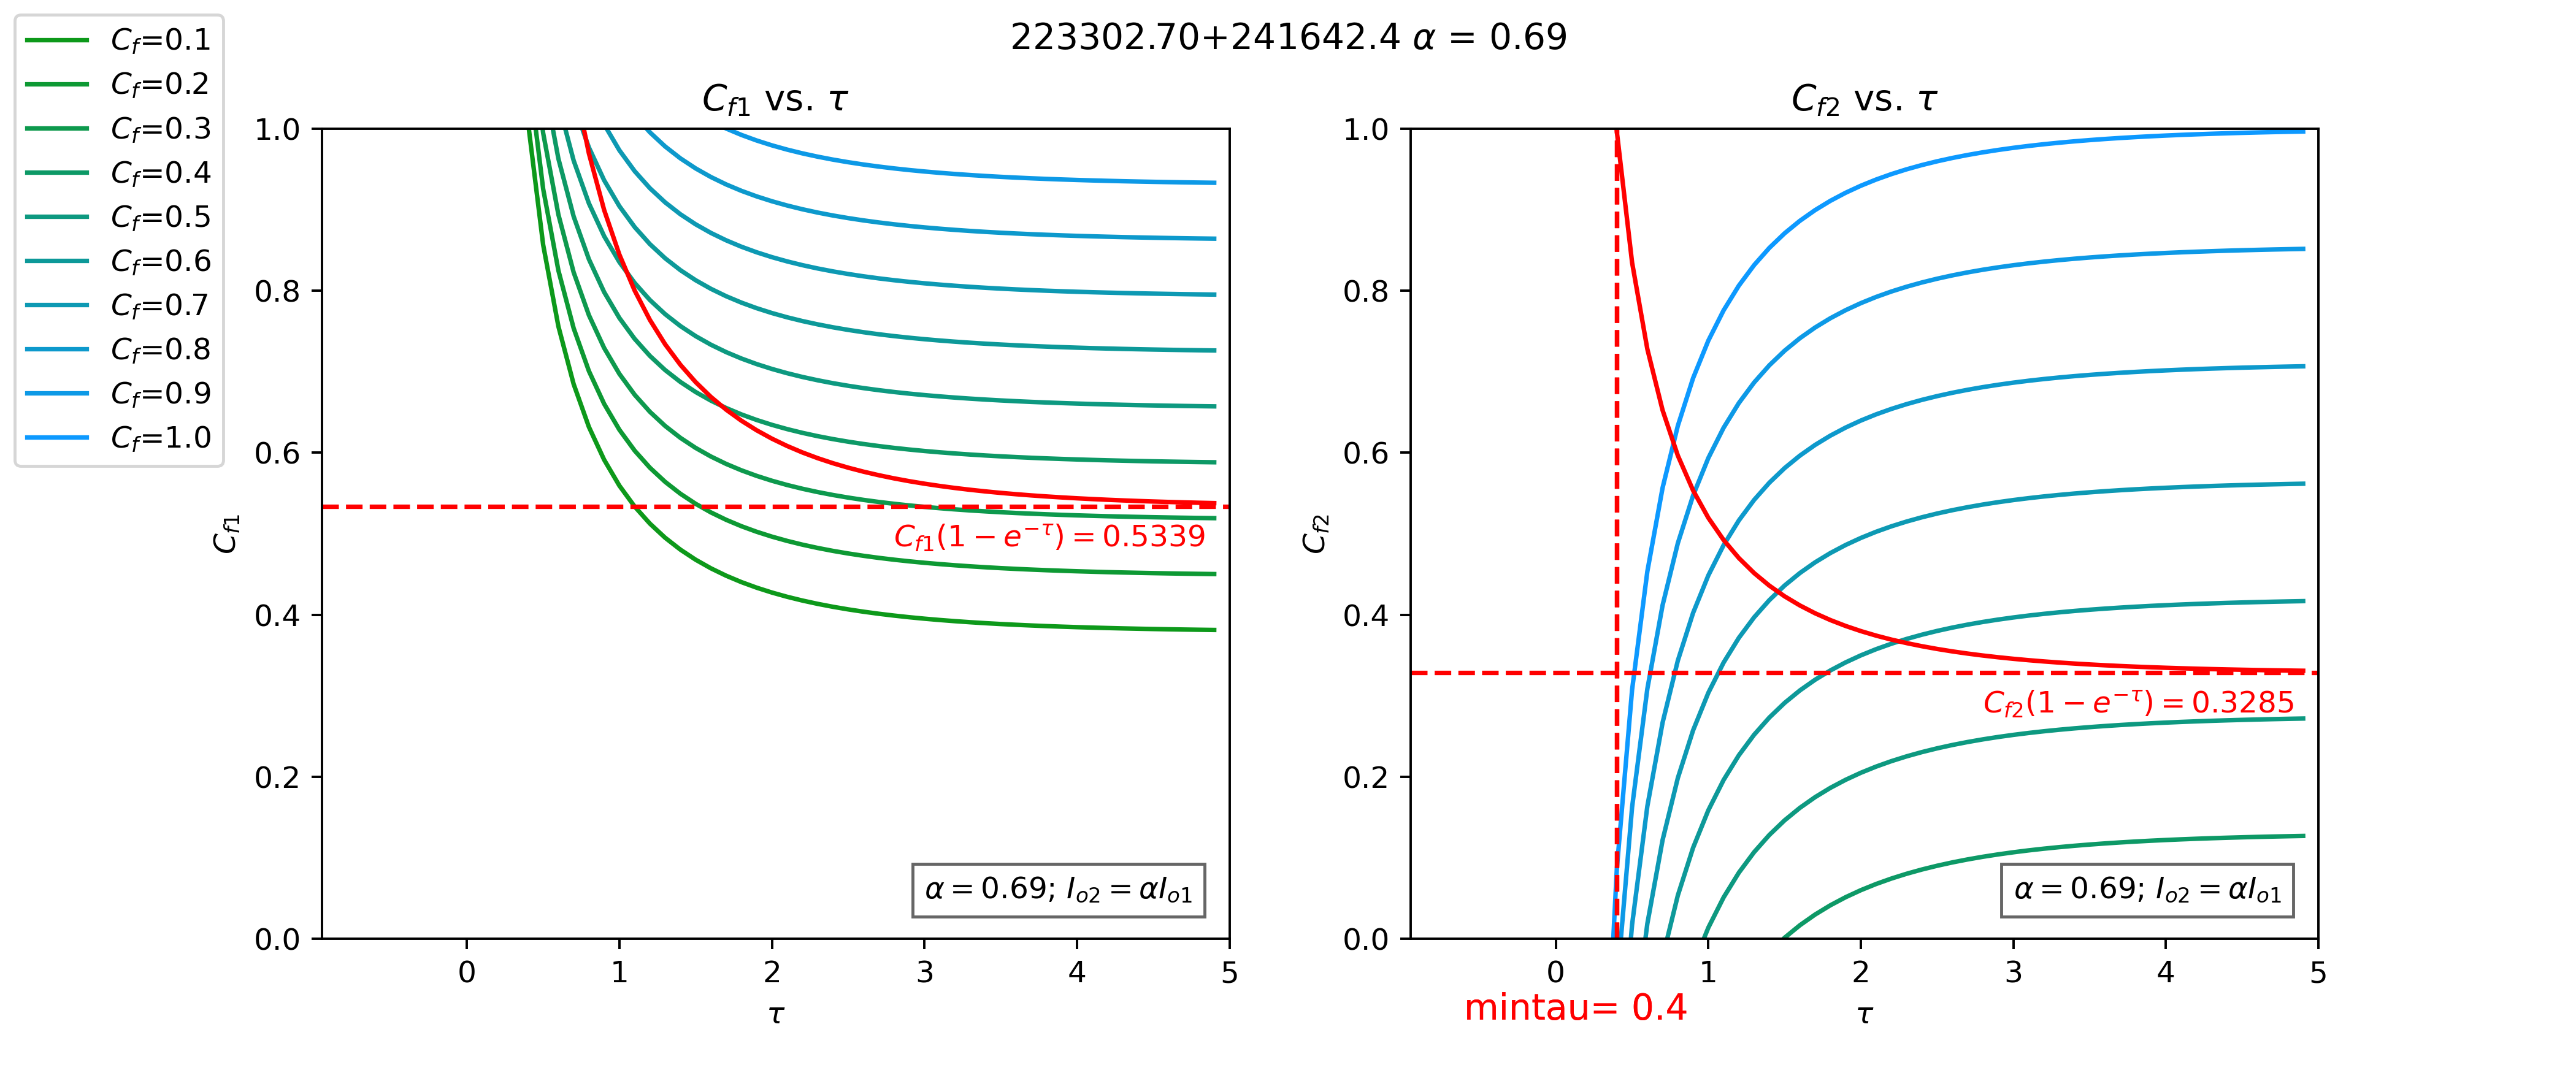 223302.70+241642.4 α = 0.69
C_f=0.1
C_f=0.2
C_f=0.3
C_f=0.4
C_f=0.5
C_f=0.6
C_f=0.7
C_f=0.8
C_f=0.9
C_f=1.0
C_f1 vs. τ
1.0
0.8
0.6
0.4
0.2
0.0
C_f1
C_f1(1 − e^−τ) = 0.5339
α = 0.69; I_o2 = αI_o1
0 1 2 3 4 5
τ
C_f2 vs. τ
1.0
0.8
0.6
0.4
0.2
0.0
C_f2
C_f2(1 − e^−τ) = 0.3285
α = 0.69; I_o2 = αI_o1
0 1 2 3 4 5
mintau= 0.4
τ